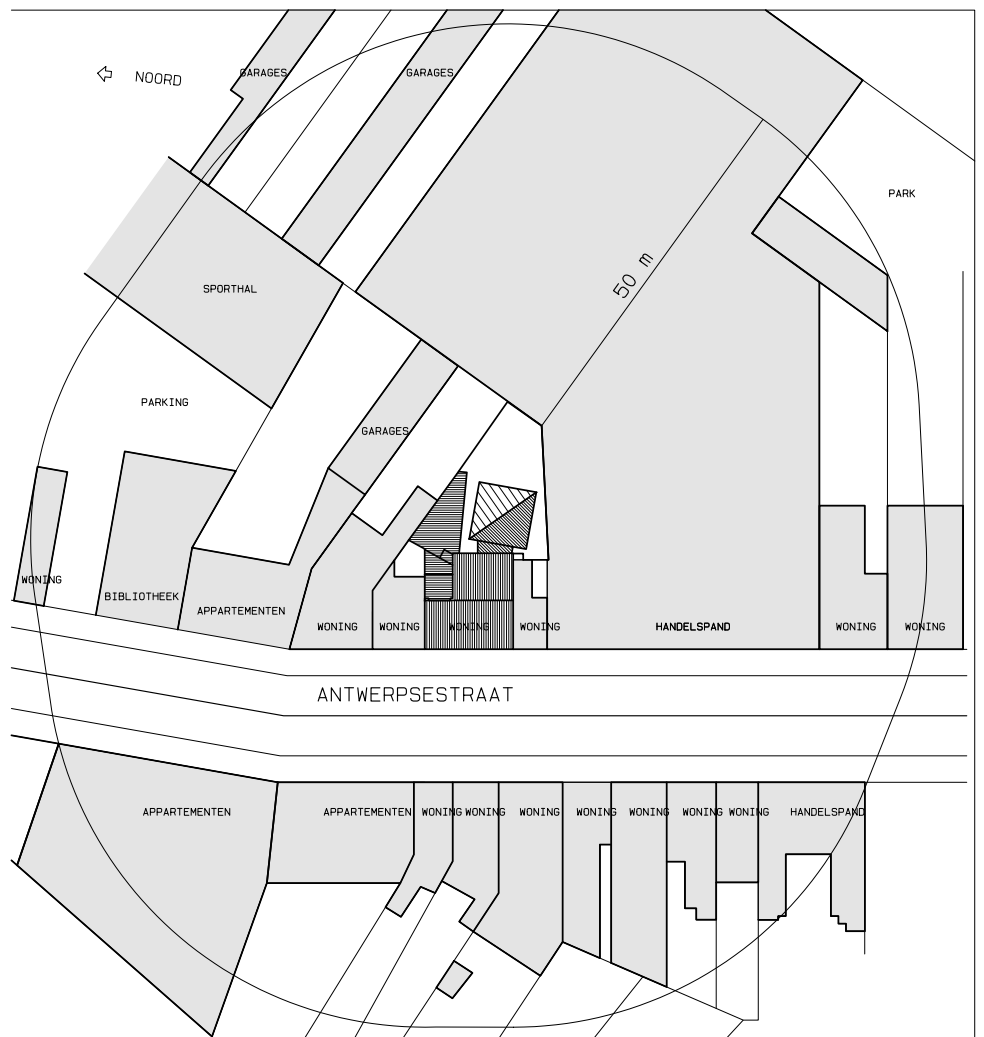 GARAGES
GARAGES
NOORD
PARK
50 m
SPORTHAL
PARKING
GARAGES
WONING
BIBLIOTHEEK
APPARTEMENTEN
WONING
WONING
WONING
WONING
HANDELSPAND
WONING
WONING
ANTWERPSESTRAAT
APPARTEMENTEN
APPARTEMENTEN
WONING
WONING
WONING
WONING
WONING
WONING
WONING
HANDELSPAND